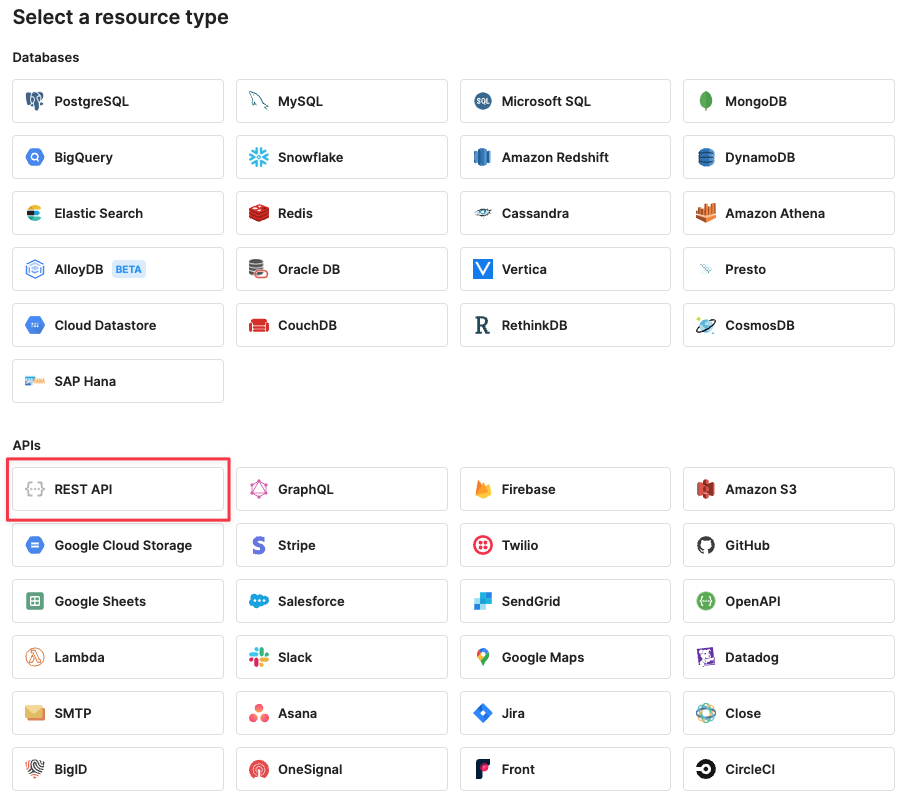 Select a resource type
Databases
PostgreSQL
MySQL
SQL
Microsoft SQL
MongoDB
BigQuery
Snowflake
Amazon Redshift
DynamoDB
Elastic Search
Redis
Cassandra
Amazon Athena
AlloyDB BETA
Oracle DB
Vertica
Presto
Cloud Datastore
CouchDB
RethinkDB
CosmosDB
SAP Hana
APIs
REST API
GraphQL
Firebase
Amazon S3
Google Cloud Storage
Stripe
Twilio
GitHub
Google Sheets
Salesforce
SendGrid
OpenAPI
Lambda
Slack
Google Maps
Datadog
SMTP
Asana
Jira
Close
BigID
OneSignal
Front
CircleCI